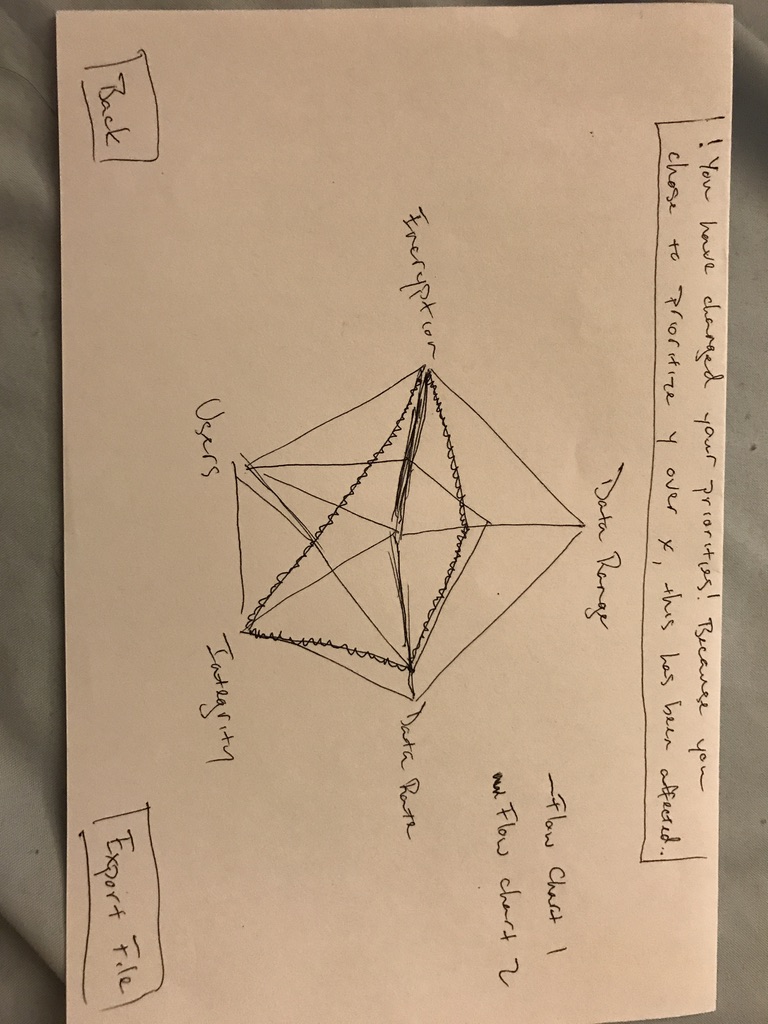 ! You have changed your priorities! Because you
chose to prioritize y over x, this has been affected..
Data Range
- Flow Chart 1
Flow chart 2
Encryption
Data Rate
Users
Integrity
Back
Export File